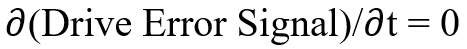 ∂(Drive Error Signal)/∂t = 0